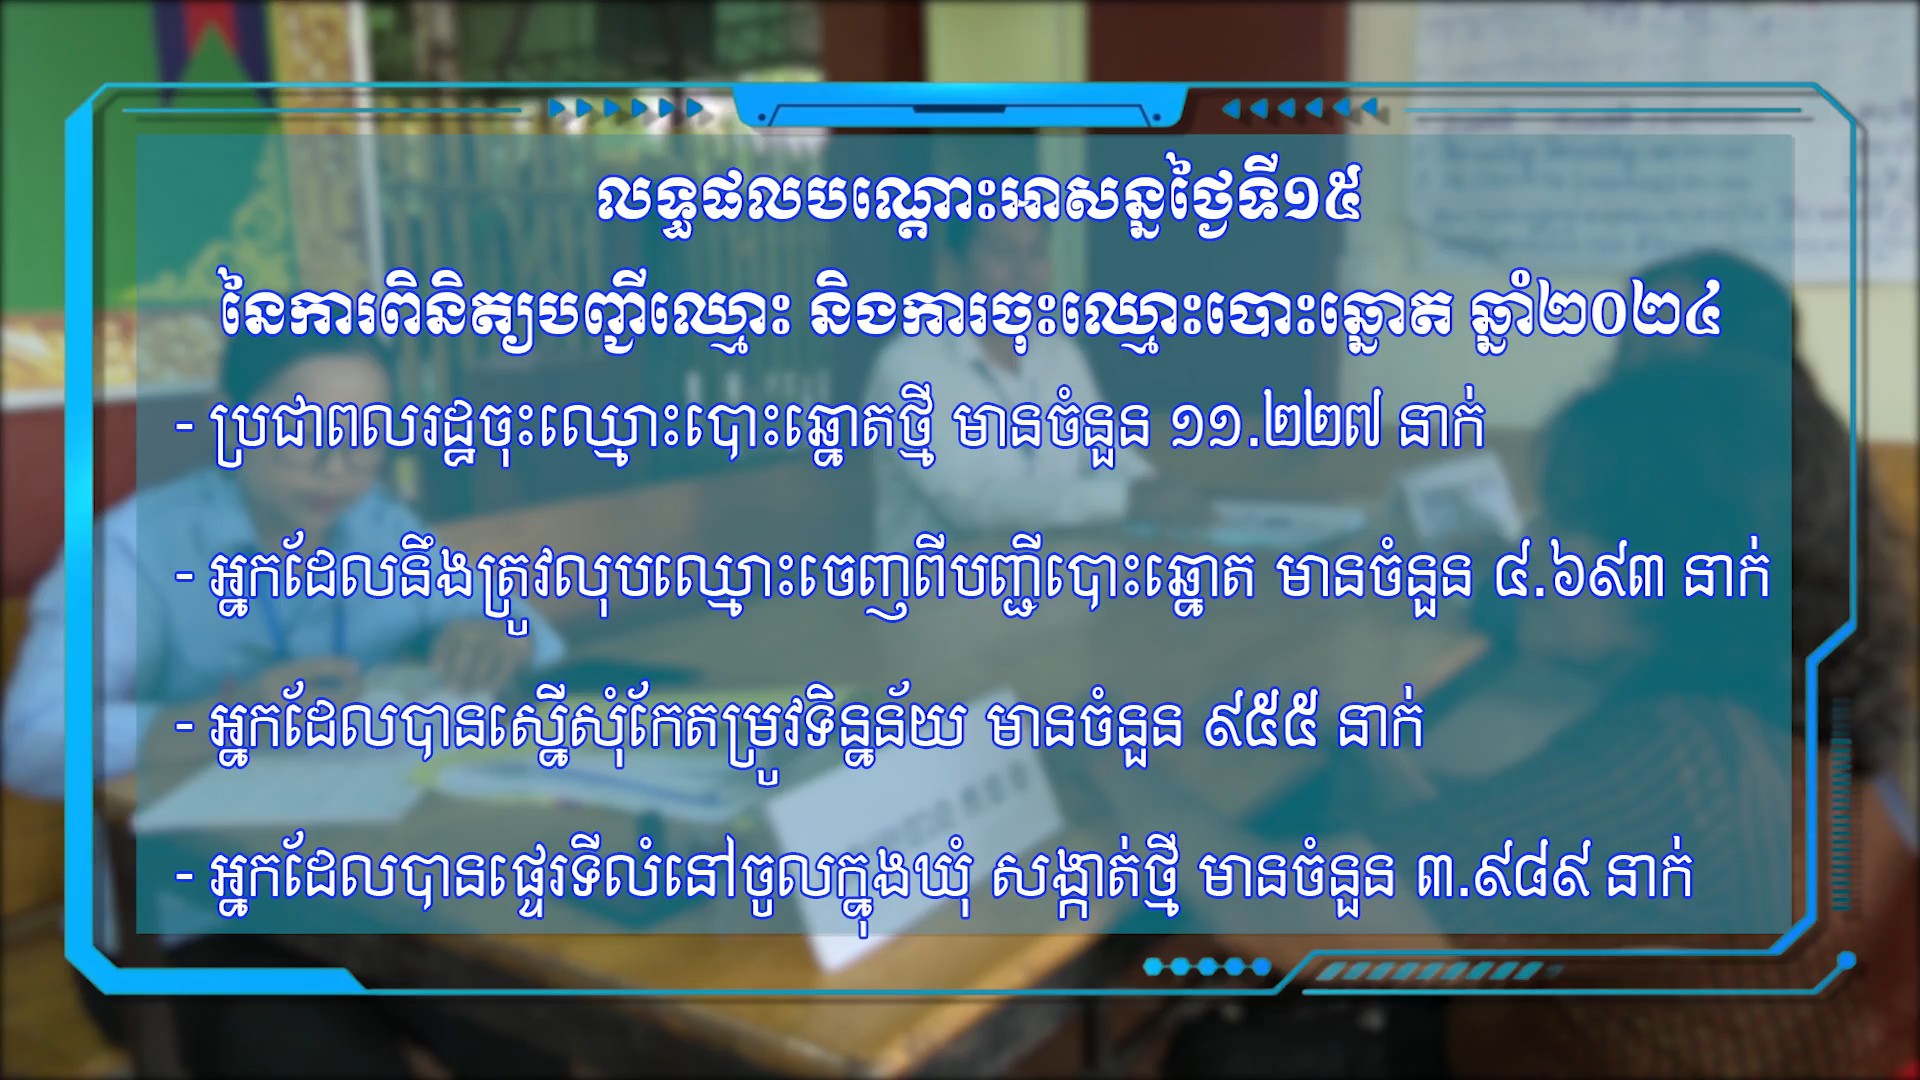 លទ្ធផលបណ្ដោះអាសន្នថ្ងៃទី១៥
នៃការពិនិត្យបញ្ជីឈ្មោះ និងការចុះឈ្មោះបោះឆ្នោត ឆ្នាំ២០២៤
- ប្រជាពលរដ្ឋចុះឈ្មោះបោះឆ្នោតថ្មី មានចំនួន ១១.២២៧ នាក់
- អ្នកដែលនឹងត្រូវលុបឈ្មោះចេញពីបញ្ជីបោះឆ្នោត មានចំនួន ៤.៦៩៣ នាក់
- អ្នកដែលបានស្នើសុំកែតម្រូវទិន្នន័យ មានចំនួន ៩៥៥ នាក់
- អ្នកដែលបានផ្ទេរទីលំនៅចូលក្នុងឃុំ សង្កាត់ថ្មី មានចំនួន ៣.៩៨៩ នាក់